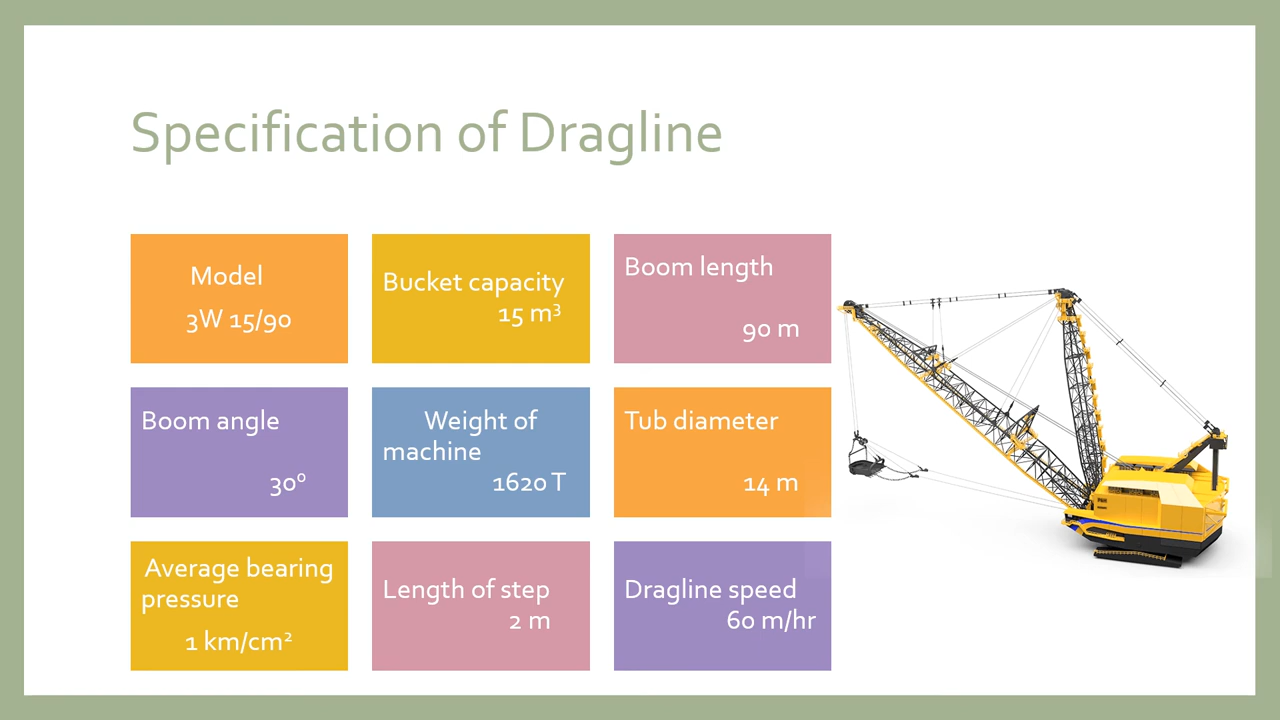 Specification of Dragline
Model
3W 15/90
Bucket capacity
15 m³
Boom length
90 m
Boom angle
30⁰
Weight of
machine
1620 T
Tub diameter
14 m
Average bearing
pressure
1 km/cm²
Length of step
2 m
Dragline speed
60 m/hr